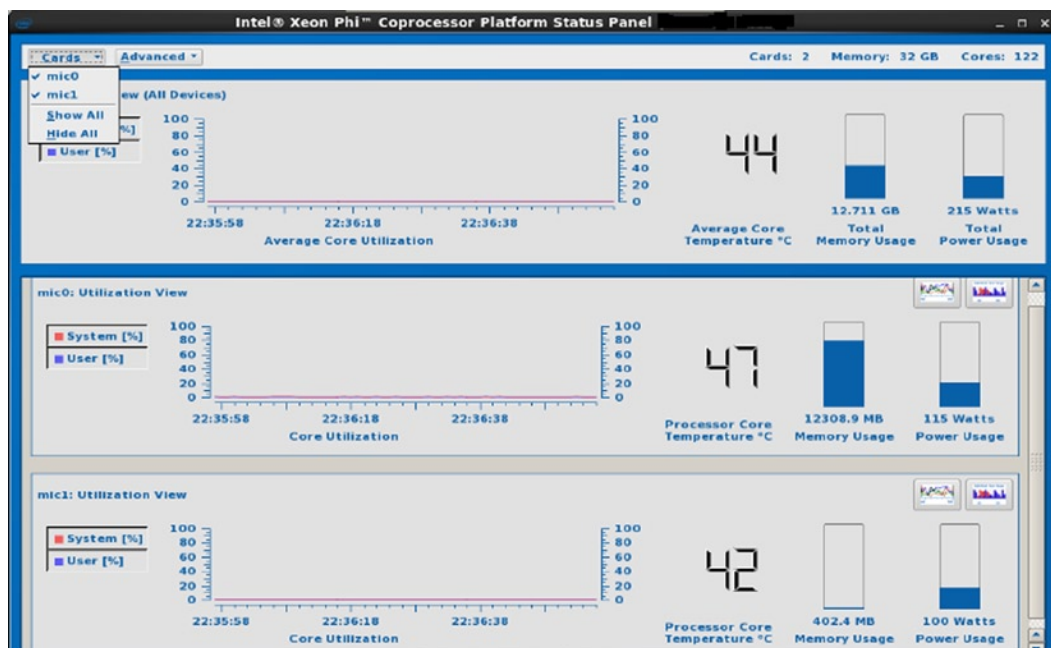 Intel® Xeon Phi™ Coprocessor Platform Status Panel
Cards Advanced Cards: 2 Memory: 32 GB Cores: 122
mic0
mic1
Show All
Hide All
ew (All Devices)
%]
User [%]
100 100
80 80
60 60
40 40
20 20
0 0
22:35:58 22:36:18 22:36:38
Average Core Utilization
44
Average Core
Temperature °C
12.711 GB
Total
Memory Usage
215 Watts
Total
Power Usage
mic0: Utilization View
System [%]
User [%]
100 100
80 80
60 60
40 40
20 20
0 0
22:35:58 22:36:18 22:36:38
Core Utilization
47
Processor Core
Temperature °C
12308.9 MB
Memory Usage
115 Watts
Power Usage
mic1: Utilization View
System [%]
User [%]
100 100
80 80
60 60
40 40
20 20
0 0
22:35:58 22:36:18 22:36:38
Core Utilization
42
Processor Core
Temperature °C
402.4 MB
Memory Usage
100 Watts
Power Usage